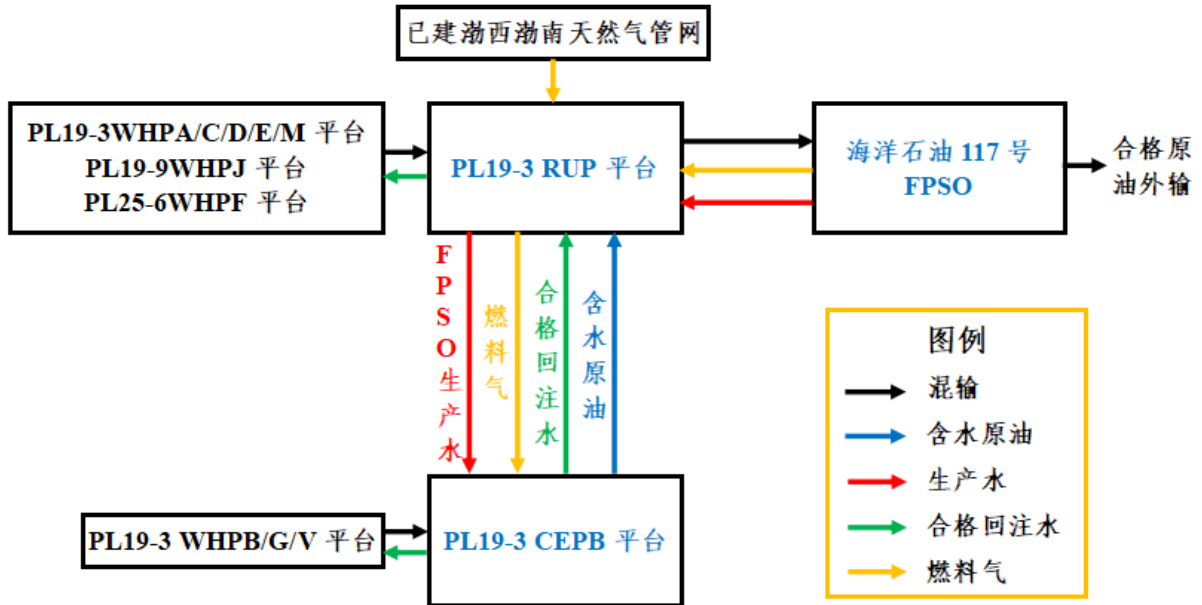 已建渤西渤南天然气管网
PL19-3WHPA/C/D/E/M 平台
PL19-9WHPJ 平台
PL25-6WHPF 平台
PL19-3 RUP 平台
海洋石油 117 号
FPSO
合格原
油外输
FPSO生产水
燃料气
合格回注水
含水原油
PL19-3 WHPB/G/V 平台
PL19-3 CEPB 平台
图例
混输
含水原油
生产水
合格回注水
燃料气